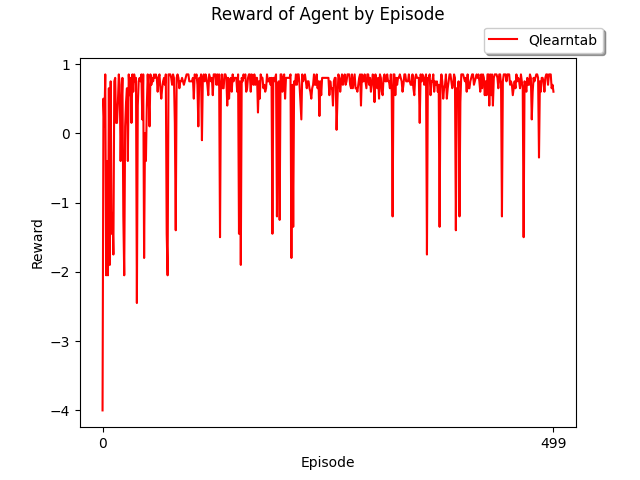 Reward of Agent by Episode
Qlearntab
1
0
−1
−2
−3
−4
Reward
0
499
Episode